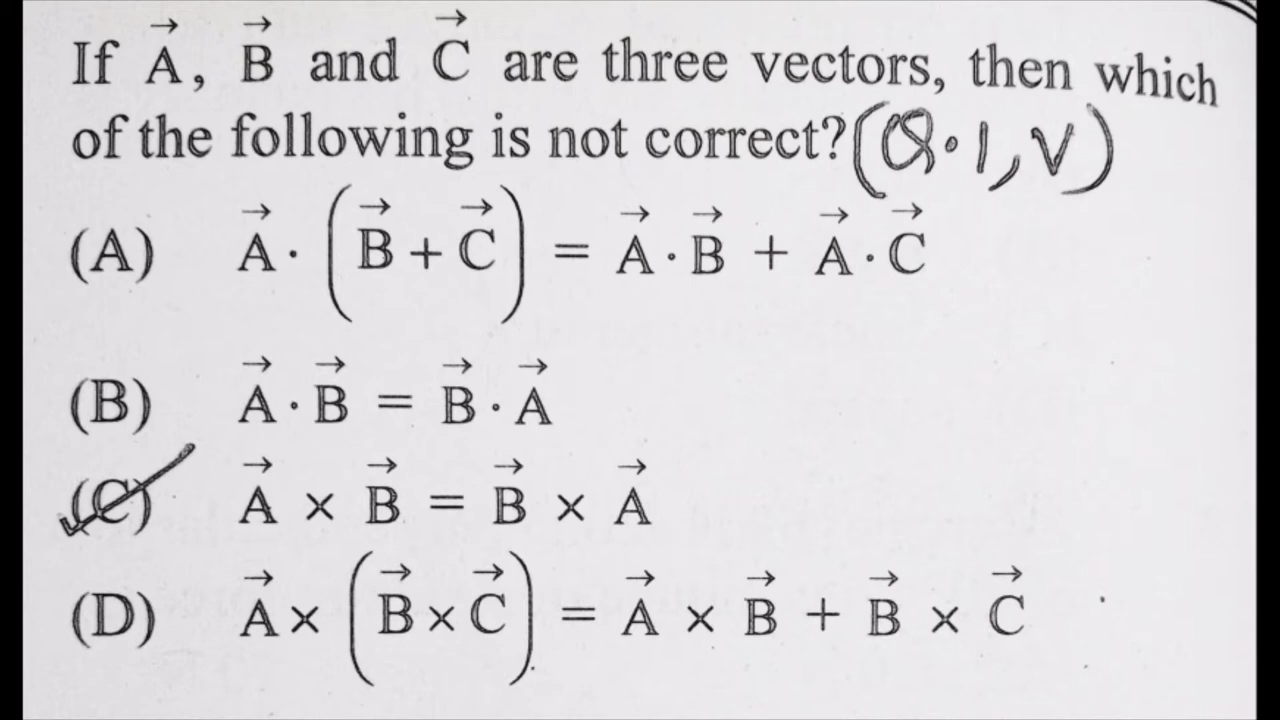 If A⃗, B⃗ and C⃗ are three vectors, then which
of the following is not correct? (Q.1, V)
(A) A⃗ · (B⃗ + C⃗) = A⃗ · B⃗ + A⃗ · C⃗
(B) A⃗ · B⃗ = B⃗ · A⃗
(C) A⃗ × B⃗ = B⃗ × A⃗
(D) A⃗ × (B⃗ × C⃗) = A⃗ × B⃗ + B⃗ × C⃗